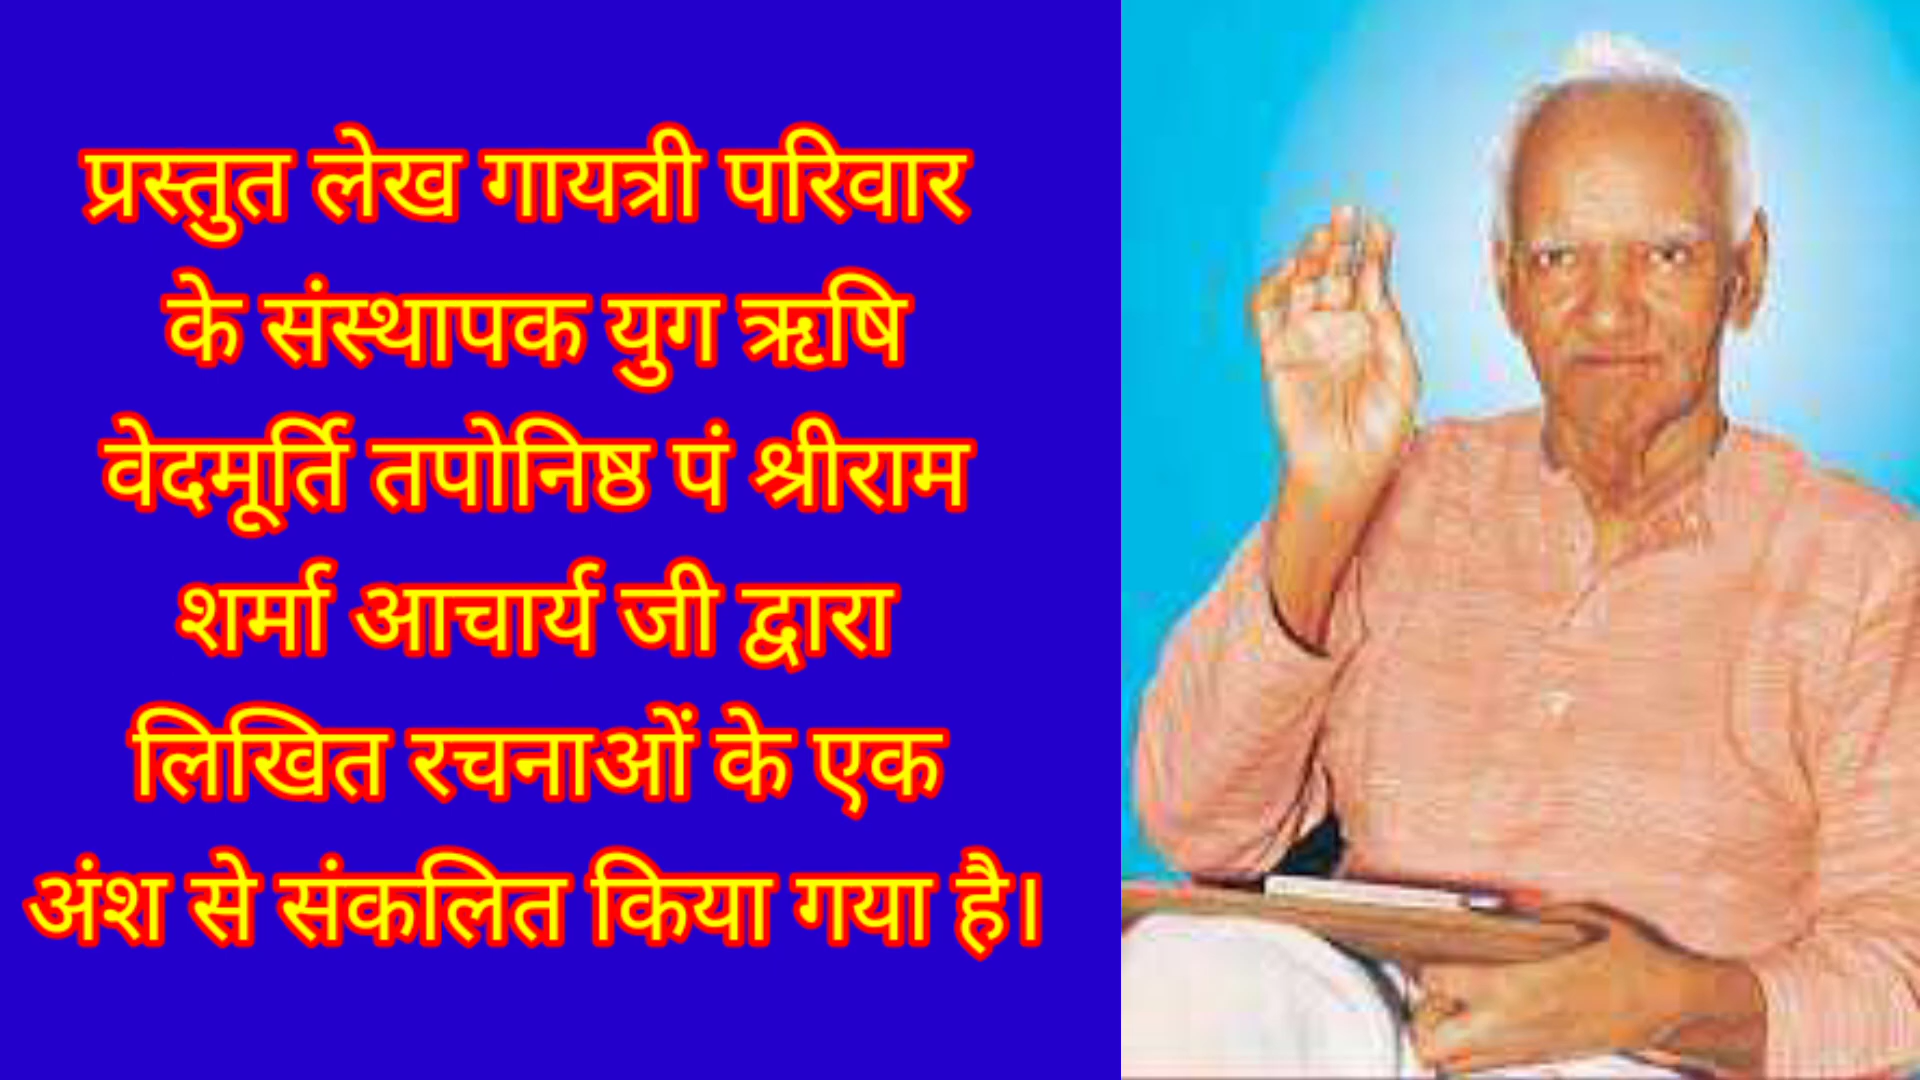 प्रस्तुत लेख गायत्री परिवार
के संस्थापक युग ऋषि
वेदमूर्ति तपोनिष्ठ पं श्रीराम
शर्मा आचार्य जी द्वारा
लिखित रचनाओं के एक
अंश से संकलित किया गया है।